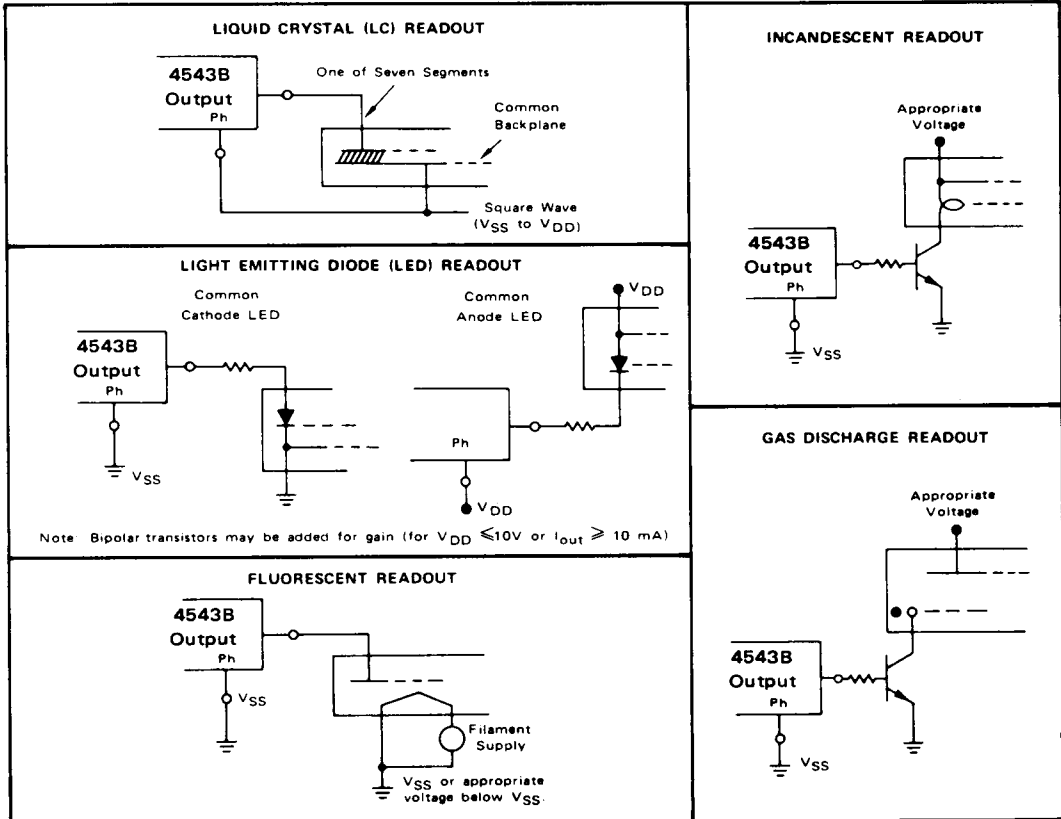 LIQUID CRYSTAL (LC) READOUT
4543B
Output
Ph
One of Seven Segments
Common
Backplane
Square Wave
(VSS to VDD)
LIGHT EMITTING DIODE (LED) READOUT
Common
Cathode LED
4543B
Output
Ph
VSS
Common
Anode LED
VDD
Ph
VDD
Note: Bipolar transistors may be added for gain (for VDD ≤10V or Iout ≥ 10 mA)
FLUORESCENT READOUT
4543B
Output
Ph
VSS
Filament
Supply
VSS or appropriate
voltage below VSS.
INCANDESCENT READOUT
Appropriate
Voltage
4543B
Output
Ph
VSS
GAS DISCHARGE READOUT
Appropriate
Voltage
4543B
Output
Ph
VSS